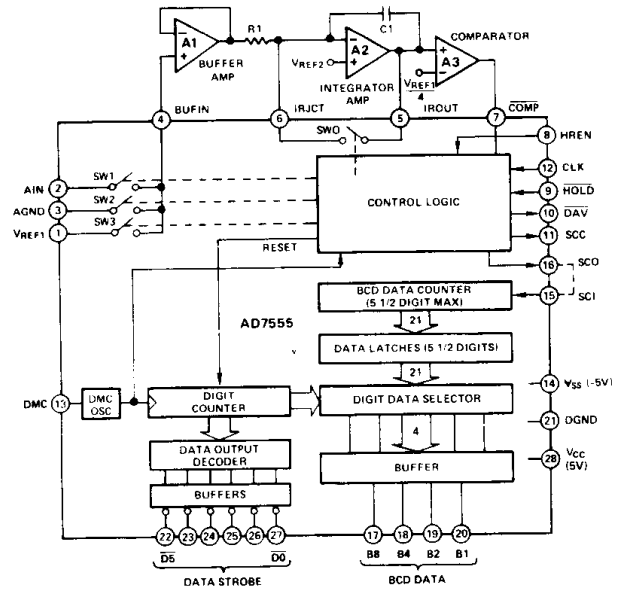 R1
C1
COMPARATOR
−
A1
+
BUFFER
AMP
VREF2
−
A2
+
INTEGRATOR
AMP
+
A3
−
VREF1
4
BUFIN
IRJCT
IROUT
COMP
4
6
5
7
SWO
8 HREN
12 CLK
9 HOLD
10 DAV
11 SCC
16 SCO
15 SCI
AIN 2 SW1
AGND 3 SW2
VREF1 1 SW3
CONTROL LOGIC
RESET
BCD DATA COUNTER
(5 1/2 DIGIT MAX)
21
AD7555
DATA LATCHES (5 1/2 DIGITS)
21
14 VSS (-5V)
DMC 13
DMC
OSC
DIGIT
COUNTER
DIGIT DATA SELECTOR
21 DGND
4
DATA OUTPUT
DECODER
BUFFER
28 VCC
(5V)
BUFFERS
22 23 24 25 26 27
17 18 19 20
D5 D0
B8 B4 B2 B1
DATA STROBE
BCD DATA